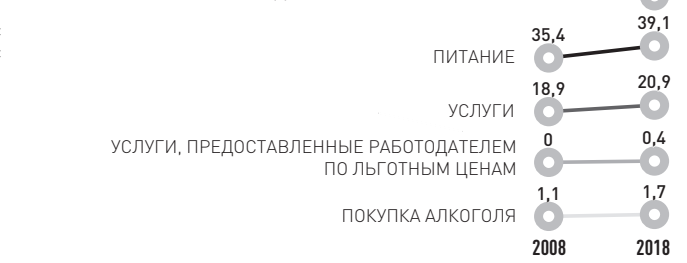 39,1
35,4
ПИТАНИЕ
20,9
18,9
УСЛУГИ
0 0,4
УСЛУГИ, ПРЕДОСТАВЛЕННЫЕ РАБОТОДАТЕЛЕМ
ПО ЛЬГОТНЫМ ЦЕНАМ
1,1 1,7
ПОКУПКА АЛКОГОЛЯ
2008 2018